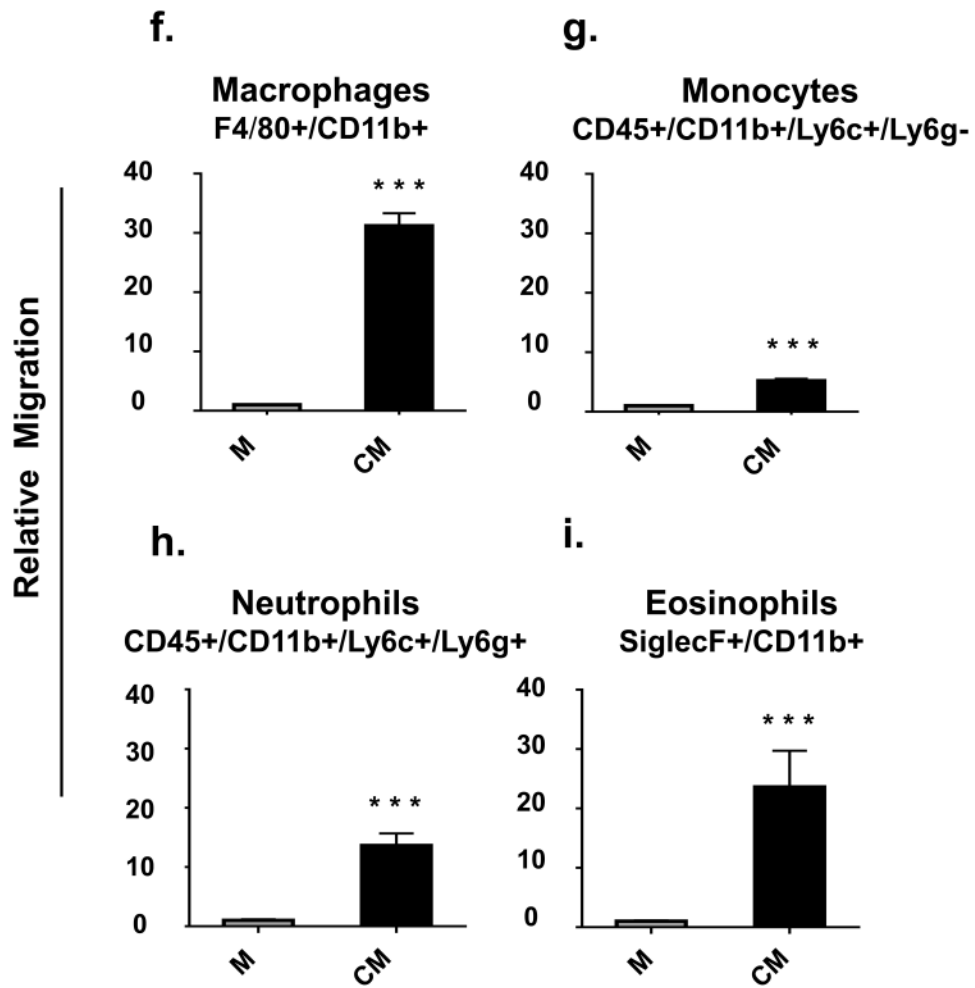 f.
Macrophages
F4/80+/CD11b+
40
* * *
30
20
10
0
M
CM
g.
Monocytes
CD45+/CD11b+/Ly6c+/Ly6g-
40
30
20
10
* * *
0
M
CM
Relative Migration
h.
Neutrophils
CD45+/CD11b+/Ly6c+/Ly6g+
40
30
20
* * *
10
0
M
CM
i.
Eosinophils
SiglecF+/CD11b+
40
* * *
30
20
10
0
M
CM